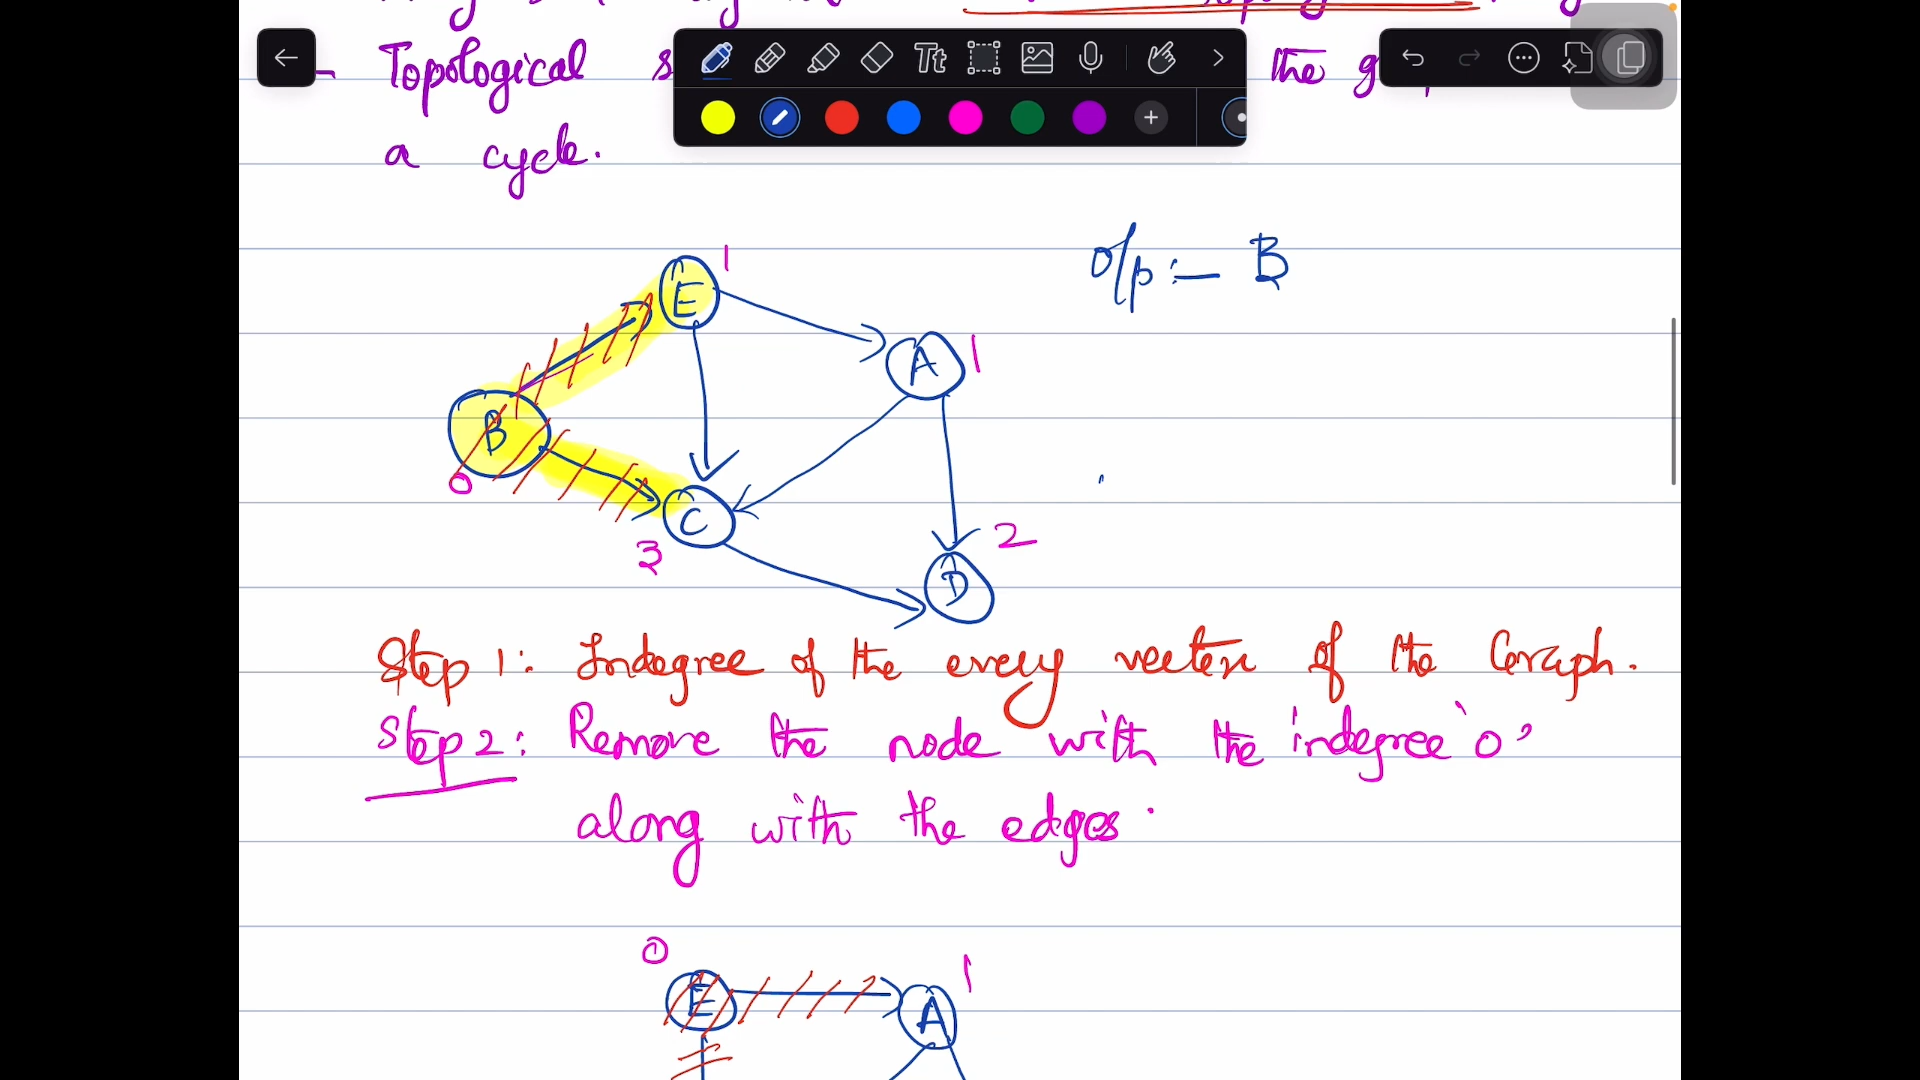 - Topological s the g
a cycle.
o/p :- B
E 1
A 1
B 0
C 3
D 2
Step 1: Indegree of the every vertex of the Graph.
Step 2: Remove the node with the indegree '0'
along with the edges.
0 1
E A
Tt